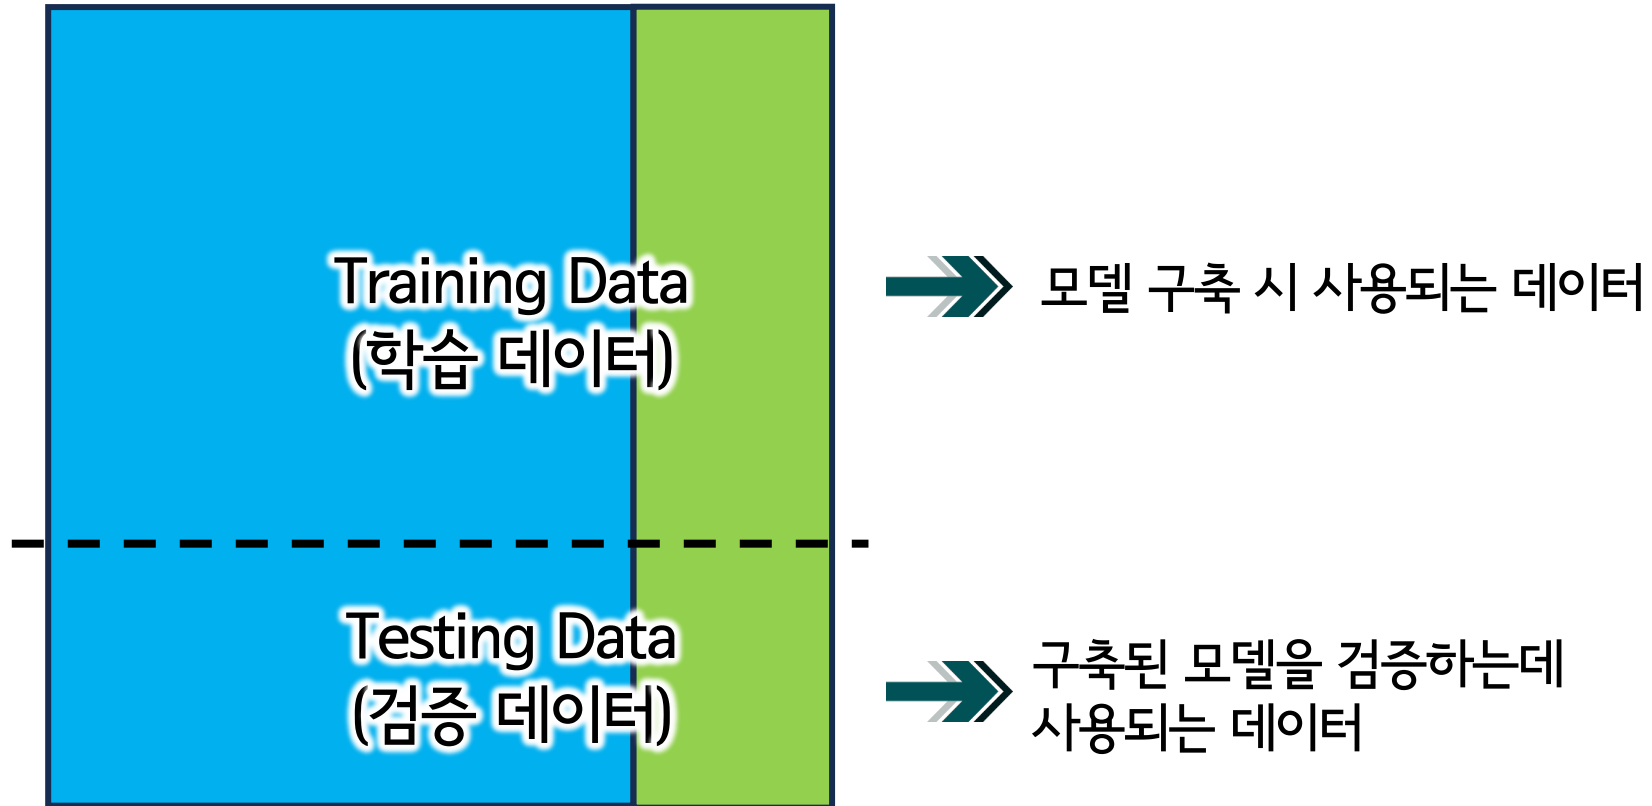 Training Data
(학습 데이터)
모델 구축 시 사용되는 데이터
Testing Data
(검증 데이터)
구축된 모델을 검증하는데
사용되는 데이터